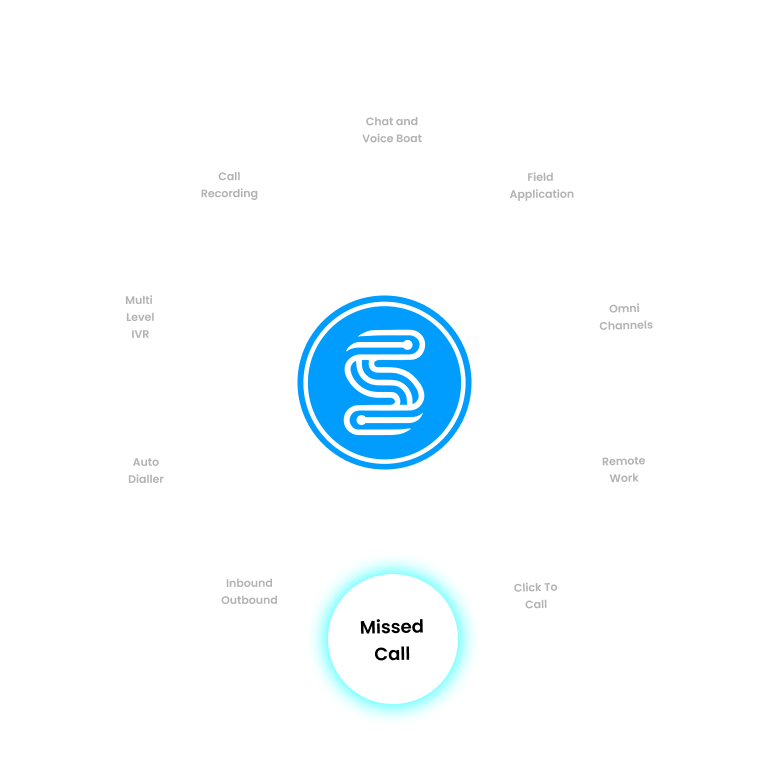 Chat and
Voice Boat
Call
Recording
Field
Application
Multi
Level
IVR
Omni
Channels
Auto
Dialler
Remote
Work
Inbound
Outbound
Click To
Call
Missed
Call